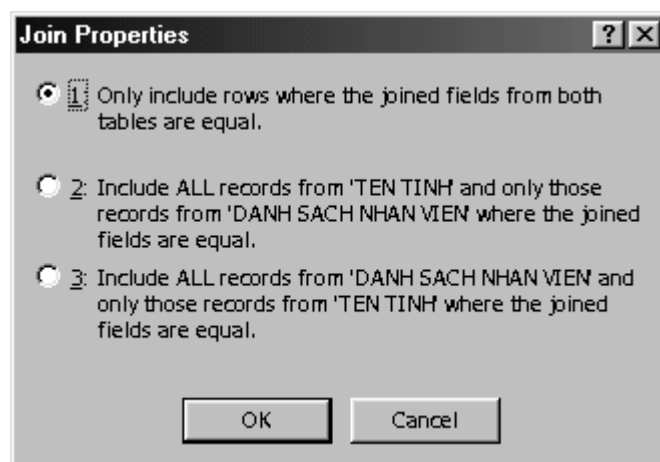 Join Properties
1: Only include rows where the joined fields from both
tables are equal.
2: Include ALL records from 'TEN TINH' and only those
records from 'DANH SACH NHAN VIEN' where the joined
fields are equal.
3: Include ALL records from 'DANH SACH NHAN VIEN' and
only those records from 'TEN TINH' where the joined
fields are equal.
OK Cancel